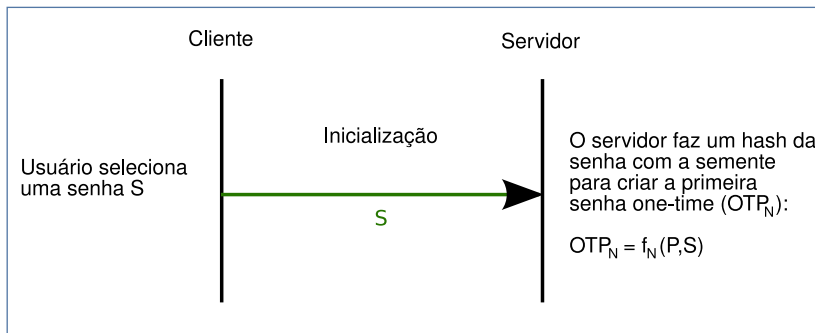 Cliente
Servidor
Inicialização
Usuário seleciona
uma senha S
S
O servidor faz um hash da
senha com a semente
para criar a primeira
senha one-time (OTP_N):
OTP_N = f_N(P,S)